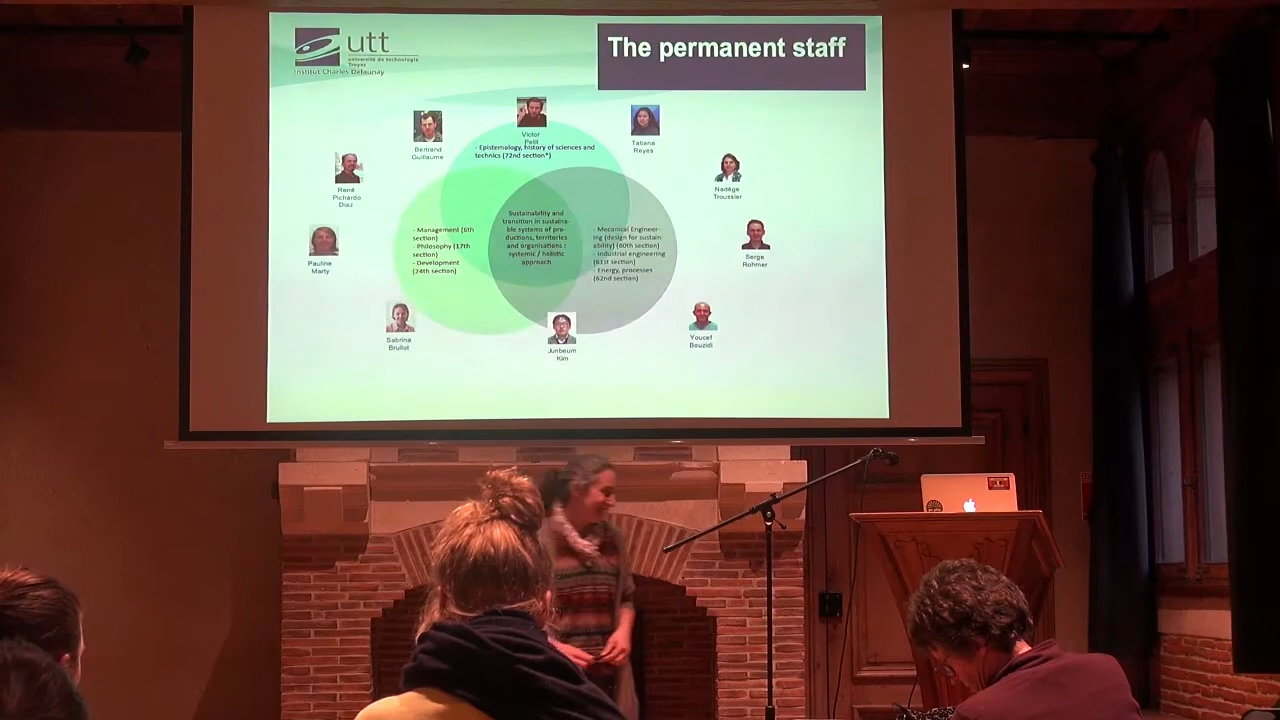 utt
université de technologie
Troyes
Institut Charles Delaunay
The permanent staff
Victor
Petit
Bertrand
Guillaume
Tatiana
Reyes
René
Pichardo
Diaz
Nadège
Troussier
Pauline
Marty
Serge
Rohmer
Sabrina
Brullot
Junbeum
Kim
Youcef
Bouzidi
- Epistemology, history of sciences and
technics (72nd section*)
- Management (6th
section)
- Philosophy (17th
section)
- Development
(24th section)
Sustainability and
transition in sustaina-
ble systems of pro-
ductions, territories
and organisations :
systemic / holistic
approach
- Mecanical Engineer-
ing (design for sustain-
ability) (60th section)
- Industrial engineering
(61st section)
- Energy, processes
(62nd section)